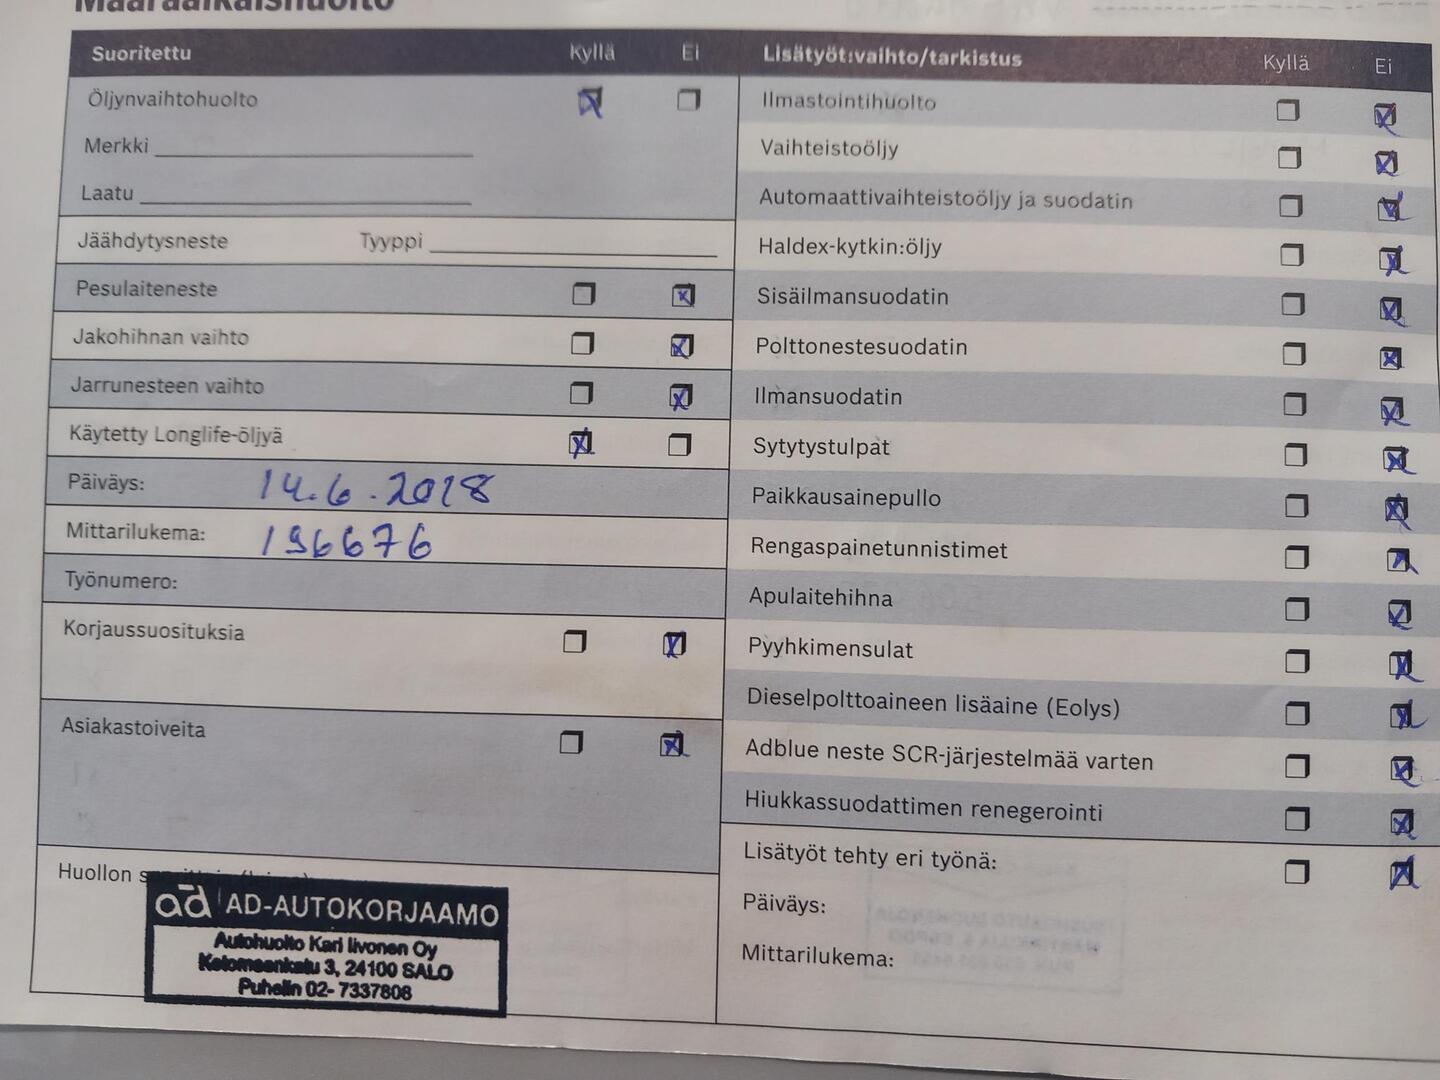 Määräaikaishuolto
Suoritettu Kyllä Ei
Öljynvaihtohuolto
Merkki
Laatu
Jäähdytysneste Tyyppi
Pesulaiteneste
Jakohihnan vaihto
Jarrunesteen vaihto
Käytetty Longlife-öljyä
Päiväys: 14.6.2018
Mittarilukema: 196676
Työnumero:
Korjaussuosituksia
Asiakastoiveita
Huollon
ad AD-AUTOKORJAAMO
Autohuolto Kari Iivonen Oy
Kelomaenkatu 3, 24100 SALO
Puhelin 02- 7337808
Lisätyöt:vaihto/tarkistus Kyllä Ei
Ilmastointihuolto
Vaihteistoöljy
Automaattivaihteistoöljy ja suodatin
Haldex-kytkin:öljy
Sisäilmansuodatin
Polttonestesuodatin
Ilmansuodatin
Sytytystulpat
Paikkausainepullo
Rengaspainetunnistimet
Apulaitehihna
Pyyhkimensulat
Dieselpolttoaineen lisäaine (Eolys)
Adblue neste SCR-järjestelmää varten
Hiukkassuodattimen renegerointi
Lisätyöt tehty eri työnä:
Päiväys:
Mittarilukema: